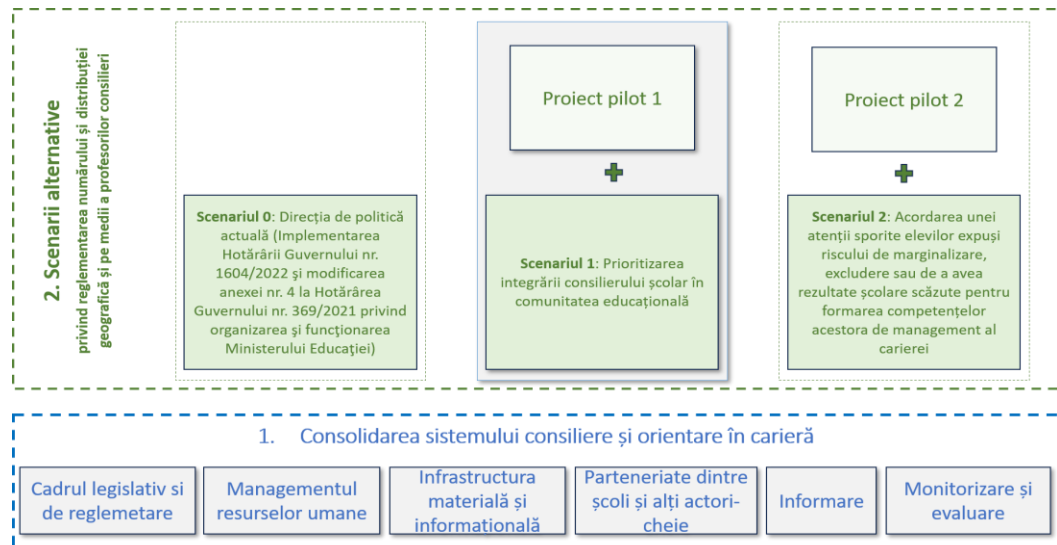 2. Scenarii alternative
privind reglementarea numărului și distribuției
geografică și pe medii a profesorilor consilieri
Scenariul 0: Direcția de politică
actuală (Implementarea
Hotărârii Guvernului nr.
1604/2022 şi modificarea
anexei nr. 4 la Hotărârea
Guvernului nr. 369/2021 privind
organizarea şi funcţionarea
Ministerului Educaţiei)
Proiect pilot 1
+
Scenariul 1: Prioritizarea
integrării consilierului școlar în
comunitatea educațională
Proiect pilot 2
+
Scenariul 2: Acordarea unei
atenții sporite elevilor expuși
riscului de marginalizare,
excludere sau de a avea
rezultate școlare scăzute pentru
formarea competențelor
acestora de management al
carierei
1. Consolidarea sistemului consiliere și orientare în carieră
Cadrul legislativ si
de reglemetare
Managementul
resurselor umane
Infrastructura
materială și
informațională
Parteneriate dintre
școli și alți actori-
cheie
Informare
Monitorizare și
evaluare